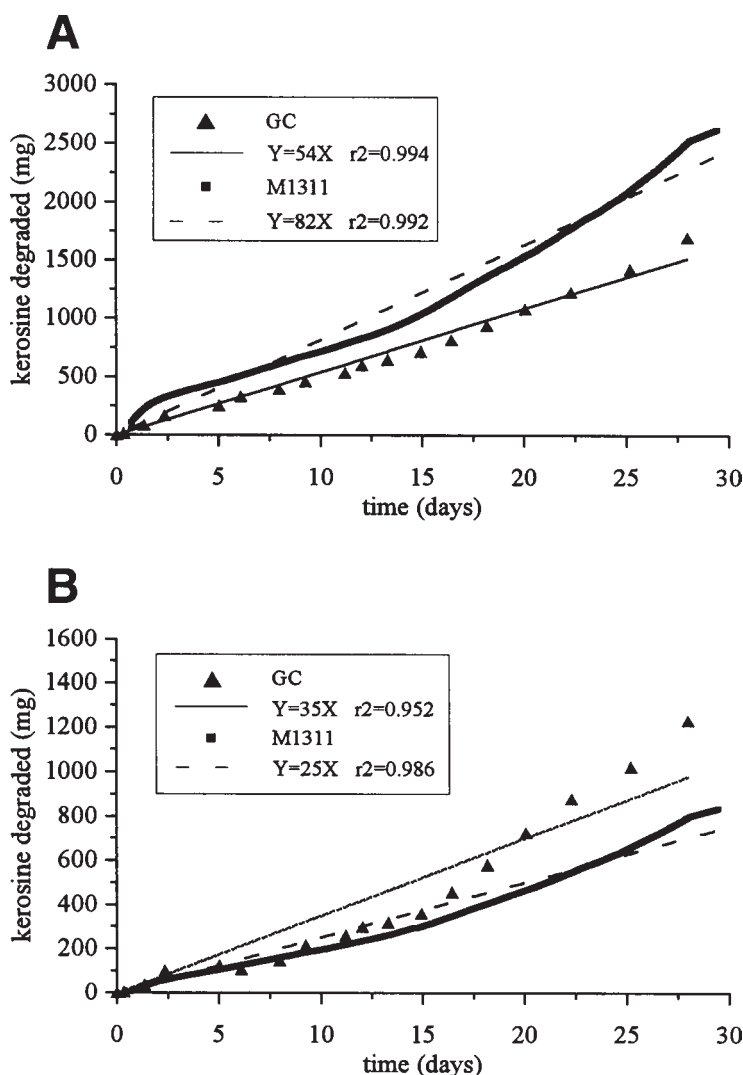 A
3000
2500
2000
1500
1000
500
0
kerosine degraded (mg)
GC
Y=54X r2=0.994
M1311
Y=82X r2=0.992
0 5 10 15 20 25 30
time (days)
B
1600
1400
1200
1000
800
600
400
200
0
kerosine degraded (mg)
GC
Y=35X r2=0.952
M1311
Y=25X r2=0.986
0 5 10 15 20 25 30
time (days)